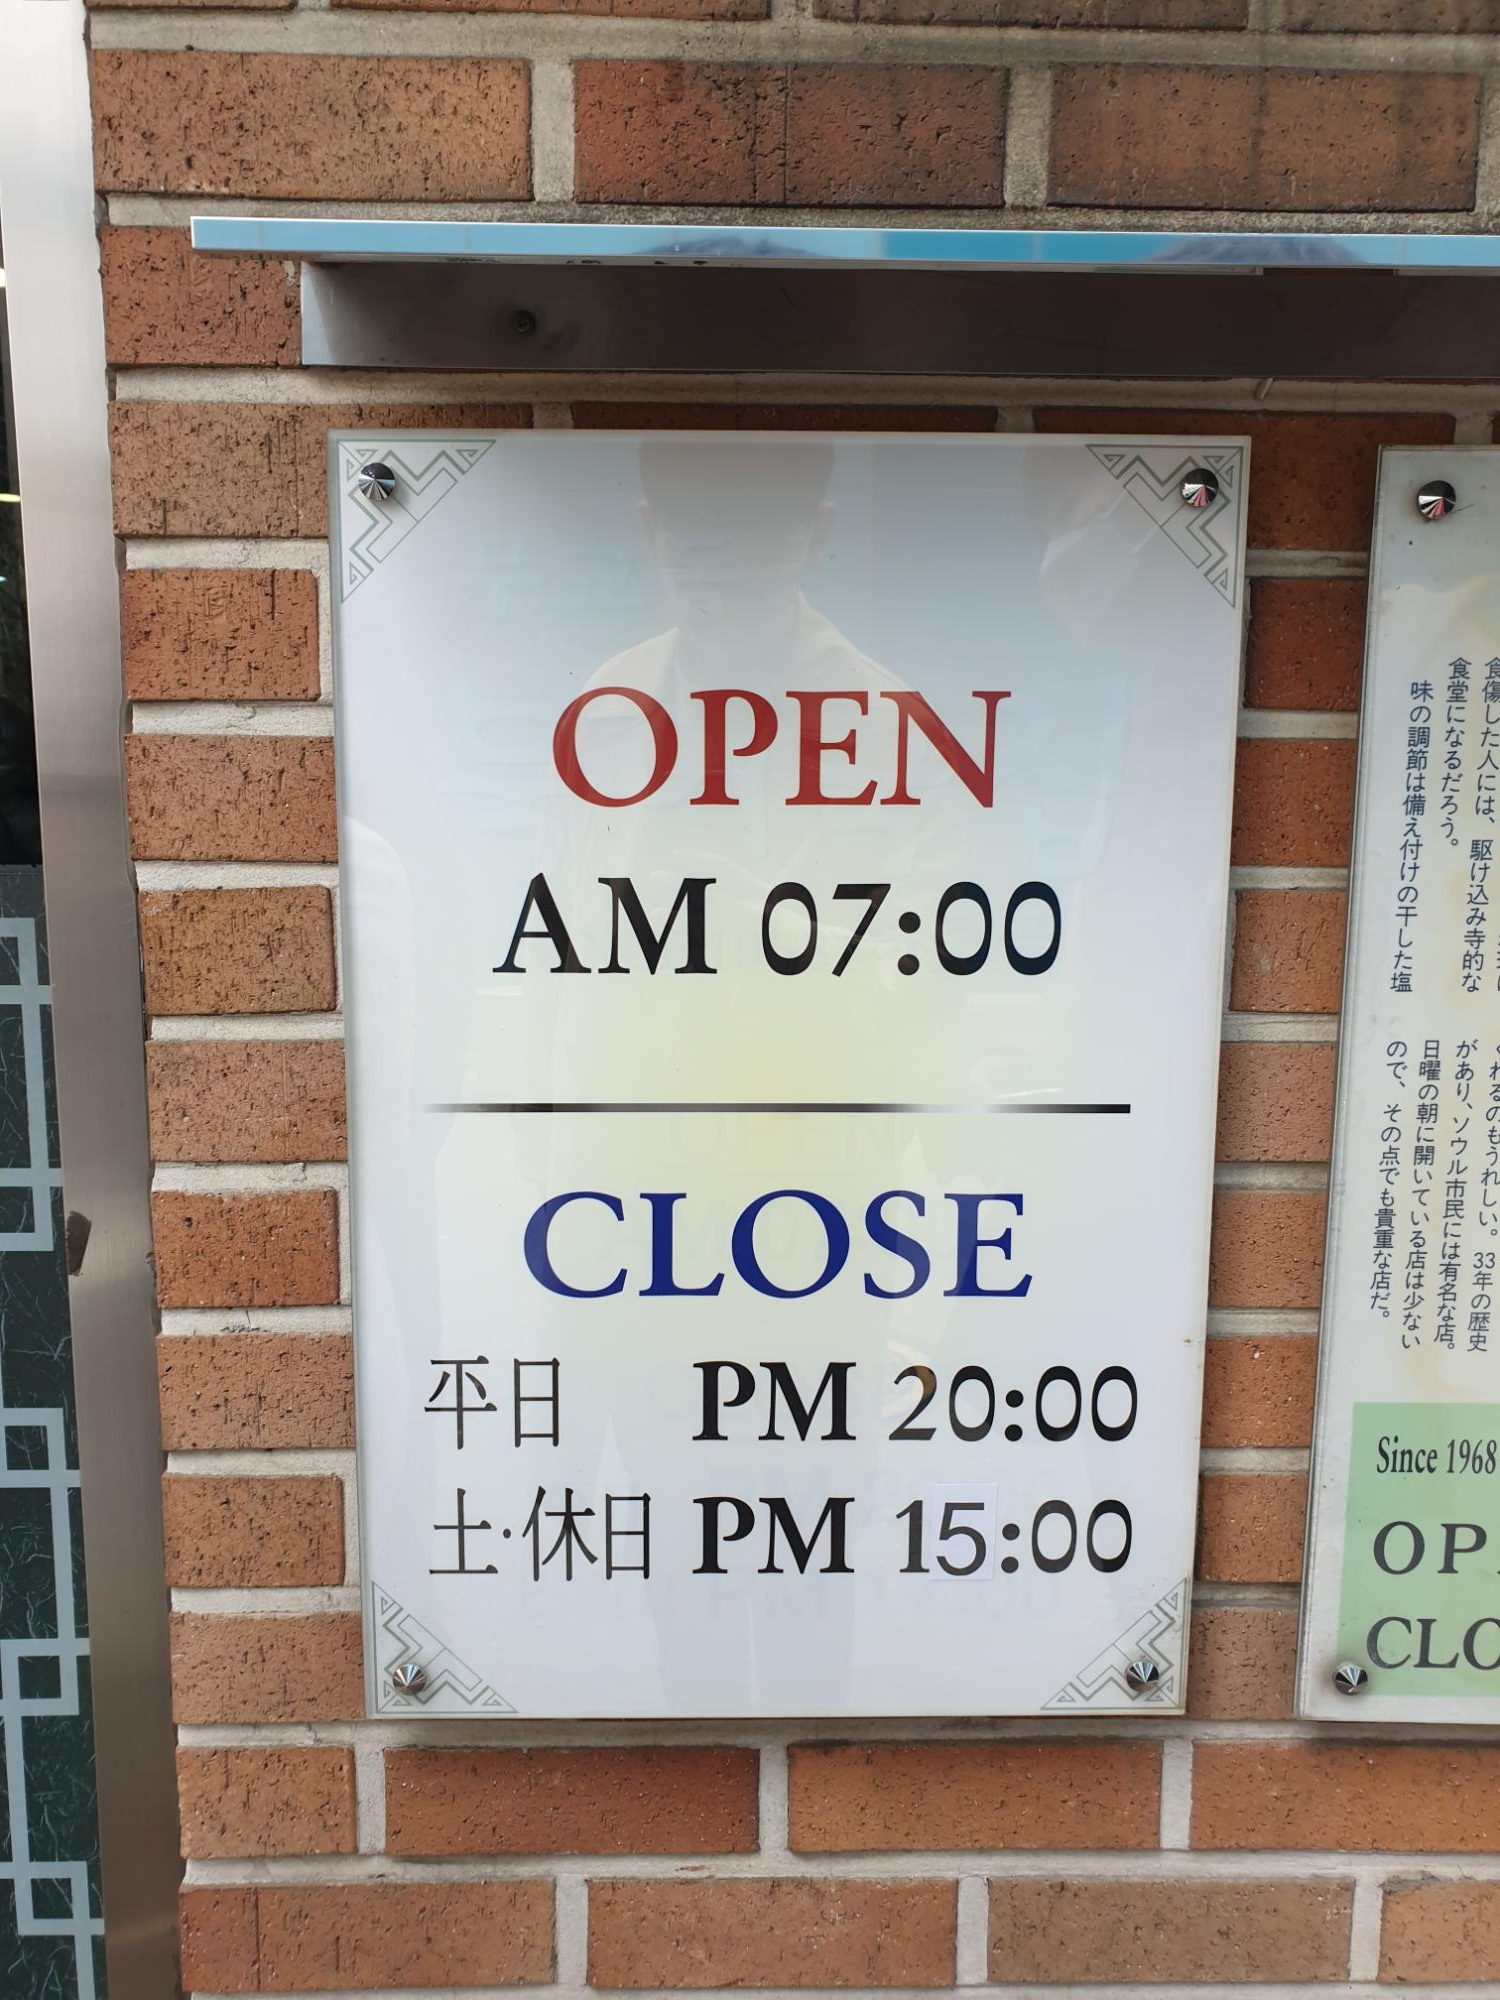 OPEN
AM 07:00
CLOSE
平日 PM 20:00
土·休日 PM 15:00
食傷した人には、駆け込み寺的な
食堂になるだろう。
味の調節は備え付けの干した塩
くれるのもうれしい。33年の歴史
があり、ソウル市民には有名な店。
日曜の朝に開いている店は少ない
ので、その点でも貴重な店だ。
Since 1968
OP
CLO